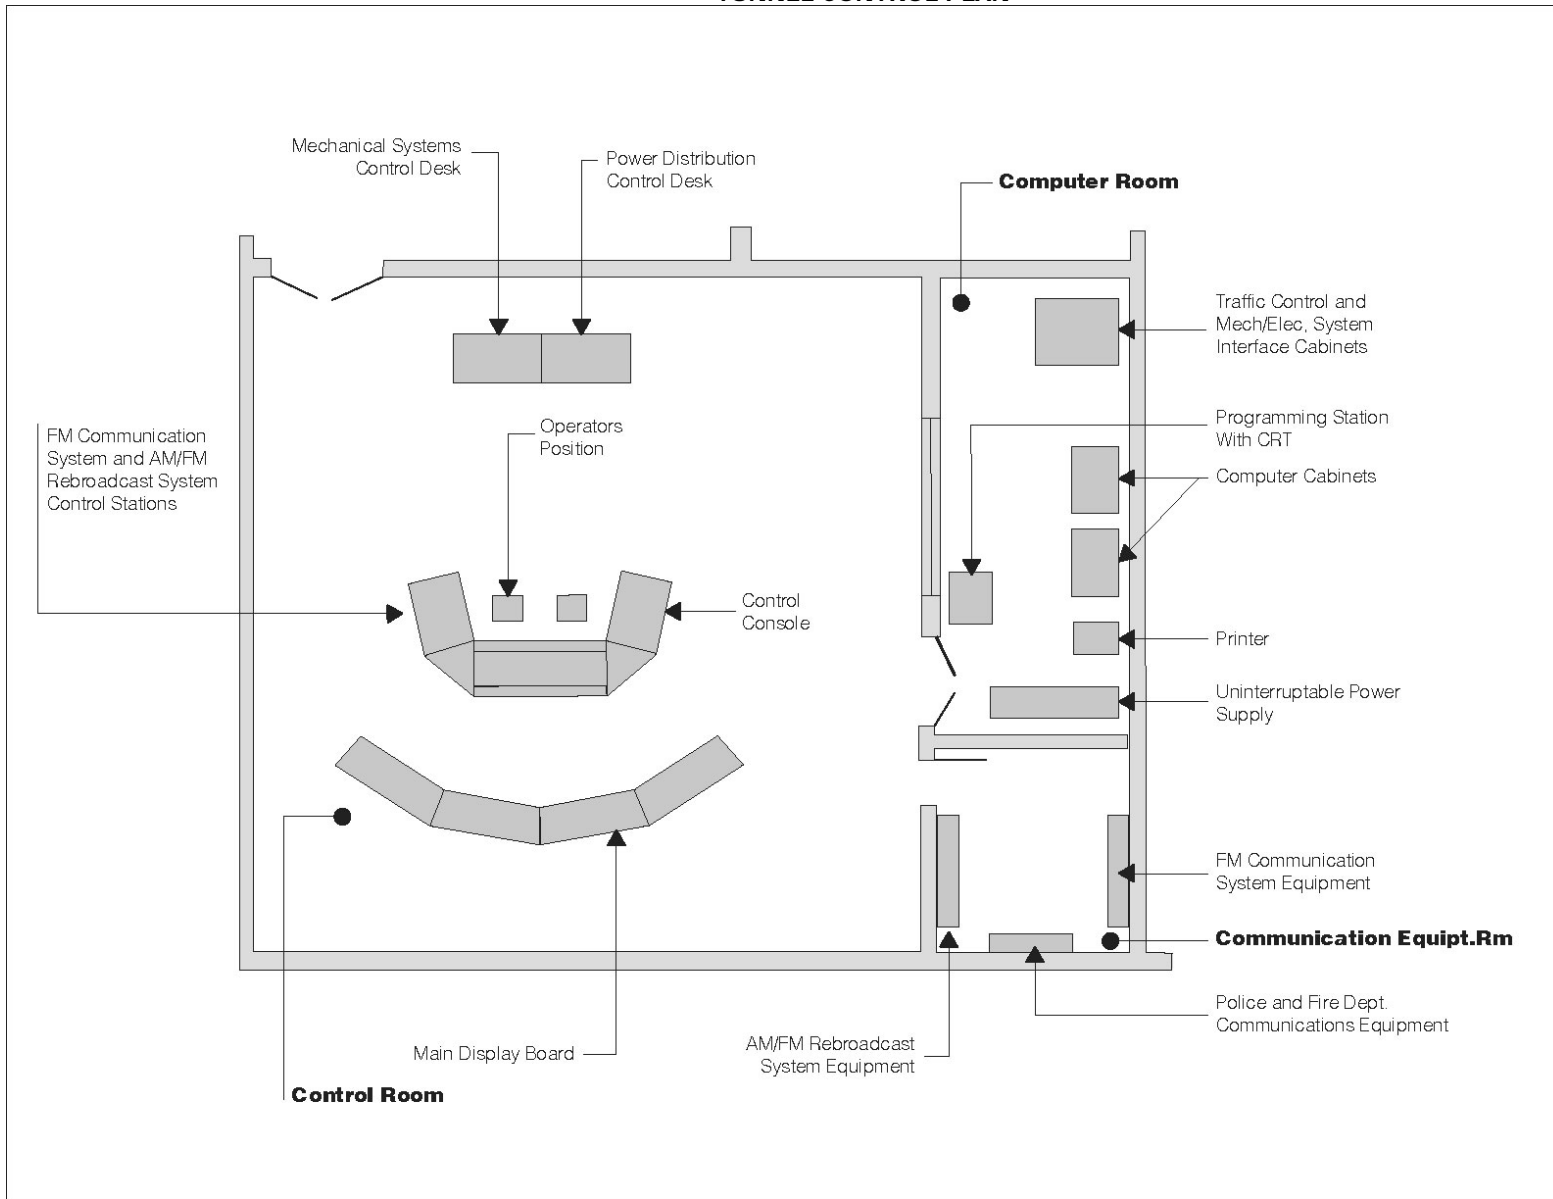 TUNNEL CONTROL PLAN
Mechanical Systems
Control Desk
Power Distribution
Control Desk
Computer Room
Traffic Control and
Mech/Elec, System
Interface Cabinets
Programming Station
With CRT
Computer Cabinets
FM Communication
System and AM/FM
Rebroadcast System
Control Stations
Operators
Position
Control
Console
Printer
Uninterruptable Power
Supply
FM Communication
System Equipment
Communication Equipt.Rm
Police and Fire Dept.
Communications Equipment
AM/FM Rebroadcast
System Equipment
Main Display Board
Control Room